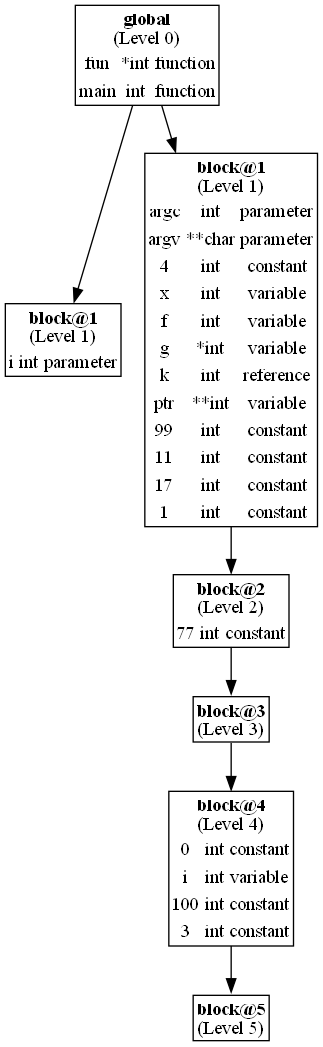 global
(Level 0)
fun *int function
main int function
block@1
(Level 1)
argc int parameter
argv **char parameter
4 int constant
x int variable
f int variable
g *int variable
k int reference
ptr **int variable
99 int constant
11 int constant
17 int constant
1 int constant
block@1
(Level 1)
i int parameter
block@2
(Level 2)
77 int constant
block@3
(Level 3)
block@4
(Level 4)
0 int constant
i int variable
100 int constant
3 int constant
block@5
(Level 5)